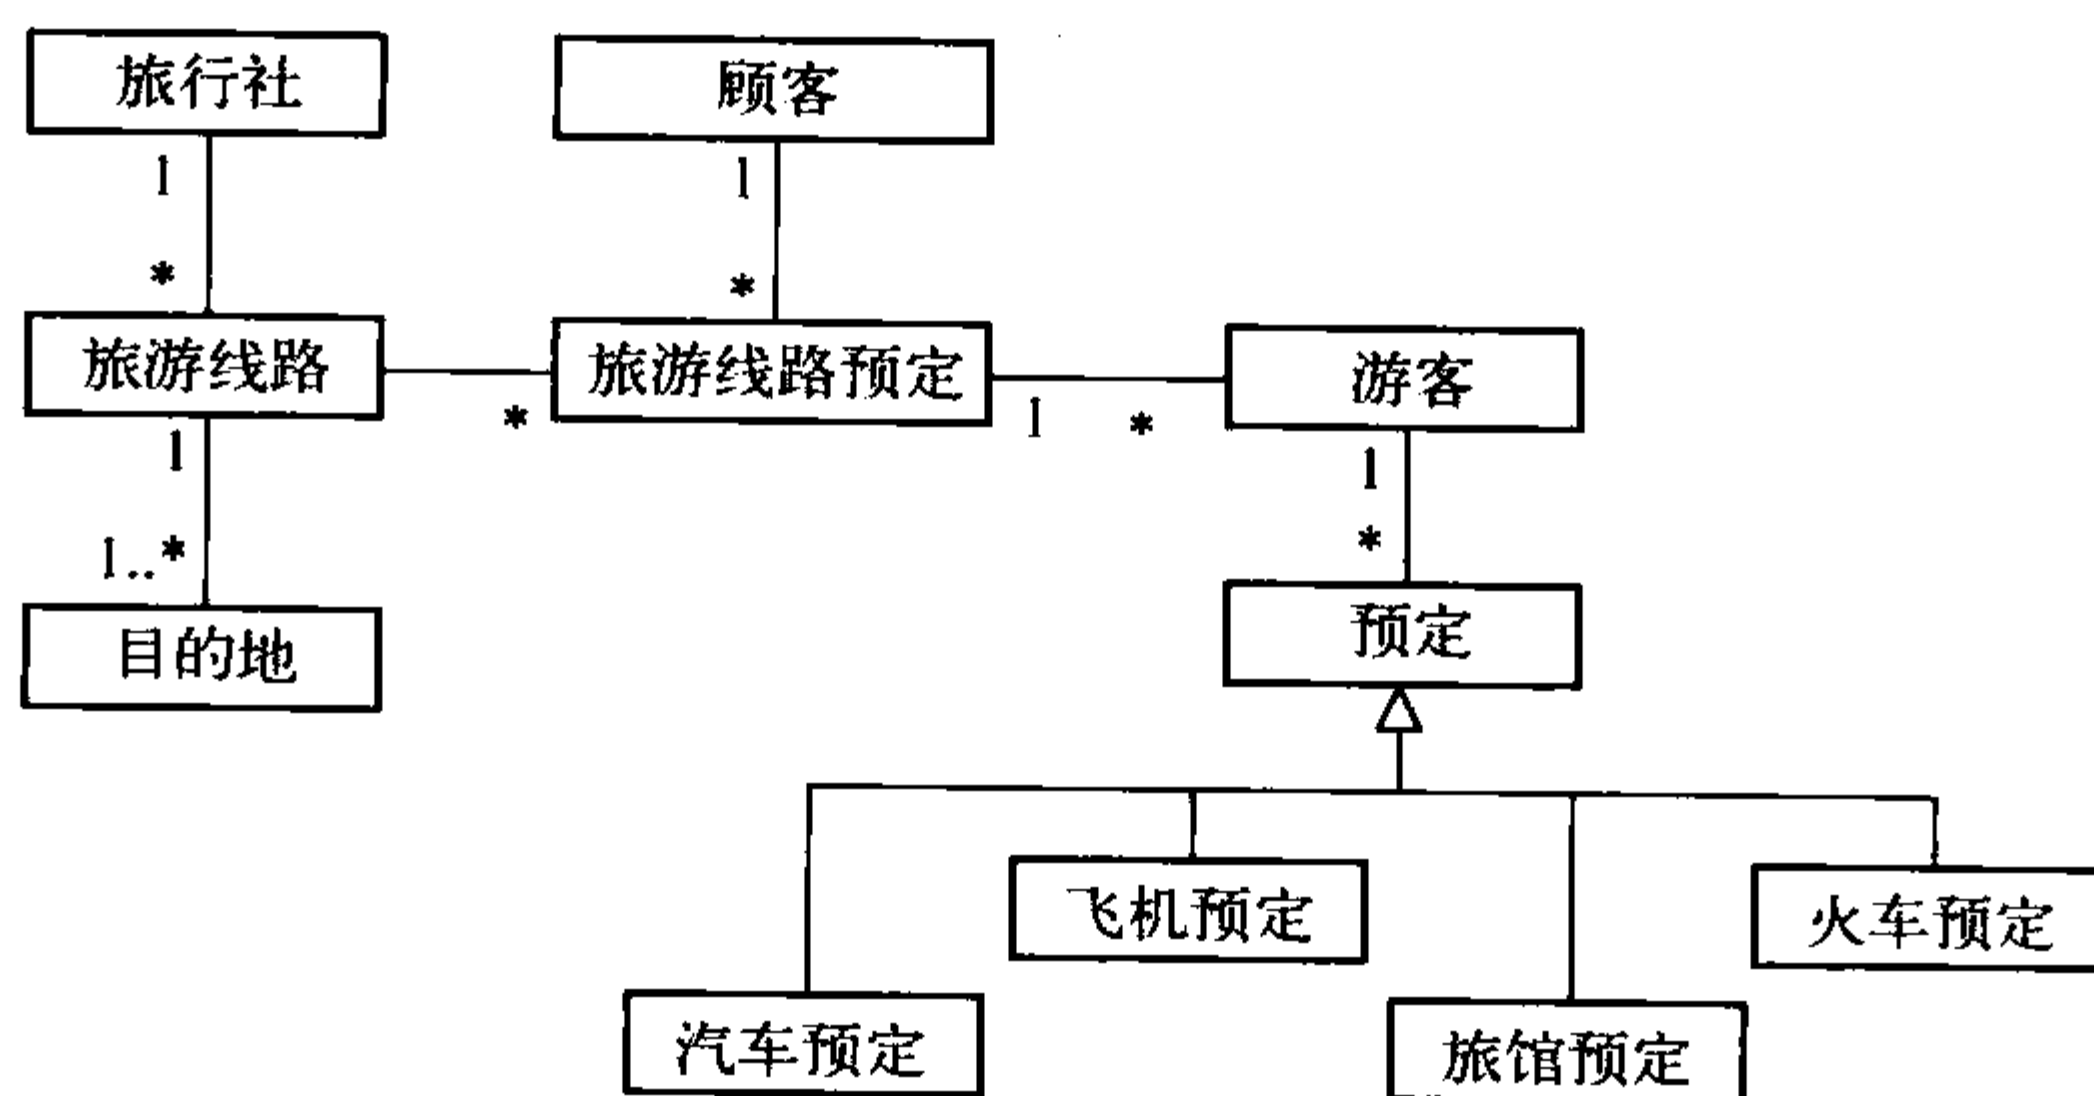 旅行社
顾客
1
1
*
*
旅游线路
旅游线路预定
游客
*
1
*
1
1
1..*
*
目的地
预定
飞机预定
火车预定
汽车预定
旅馆预定